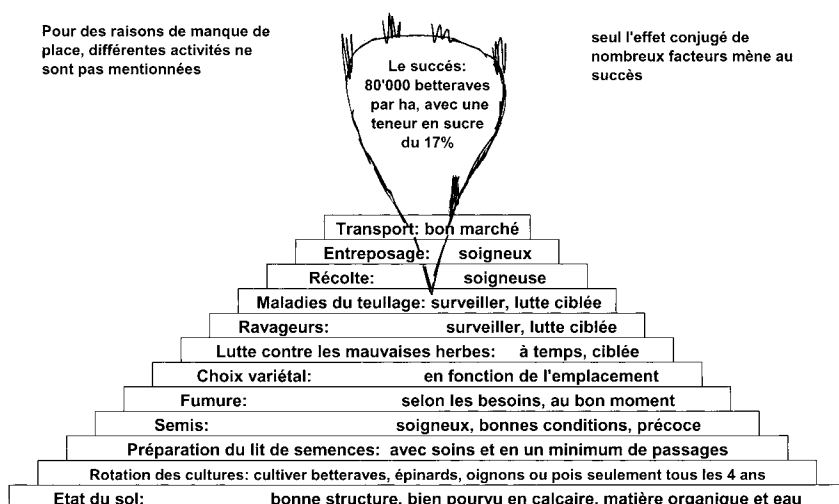 Pour des raisons de manque de
place, différentes activités ne
sont pas mentionnées
seul l'effet conjugé de
nombreux facteurs mène au
succès
Le succés:
80'000 betteraves
par ha, avec une
teneur en sucre
du 17%
Transport: bon marché
Entreposage: soigneux
Récolte: soigneuse
Maladies du teullage: surveiller, lutte ciblée
Ravageurs: surveiller, lutte ciblée
Lutte contre les mauvaises herbes: à temps, ciblée
Choix variétal: en fonction de l'emplacement
Fumure: selon les besoins, au bon moment
Semis: soigneux, bonnes conditions, précoce
Préparation du lit de semences: avec soins et en un minimum de passages
Rotation des cultures: cultiver betteraves, épinards, oignons ou pois seulement tous les 4 ans
Etat du sol: bonne structure, bien pourvu en calcaire, matière organique et eau